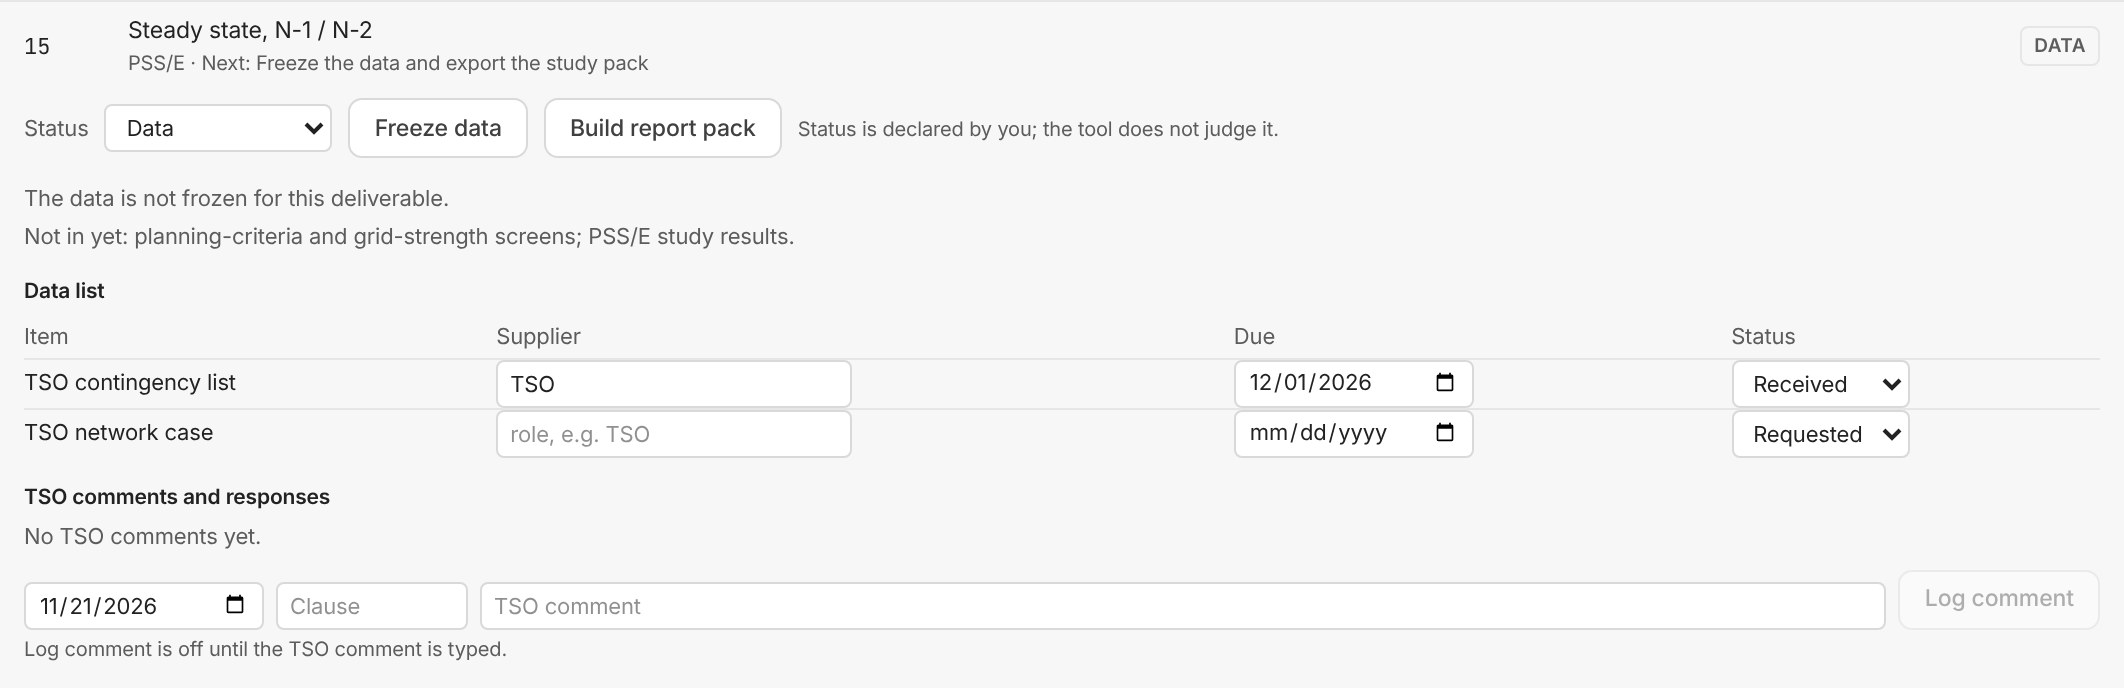 15
Steady state, N-1 / N-2
PSS/E · Next: Freeze the data and export the study pack
DATA
Status Data Freeze data Build report pack Status is declared by you; the tool does not judge it.
The data is not frozen for this deliverable.
Not in yet: planning-criteria and grid-strength screens; PSS/E study results.
Data list
Item Supplier Due Status
TSO contingency list TSO 12/01/2026 Received
TSO network case role, e.g. TSO mm/dd/yyyy Requested
TSO comments and responses
No TSO comments yet.
11/21/2026 Clause TSO comment Log comment
Log comment is off until the TSO comment is typed.